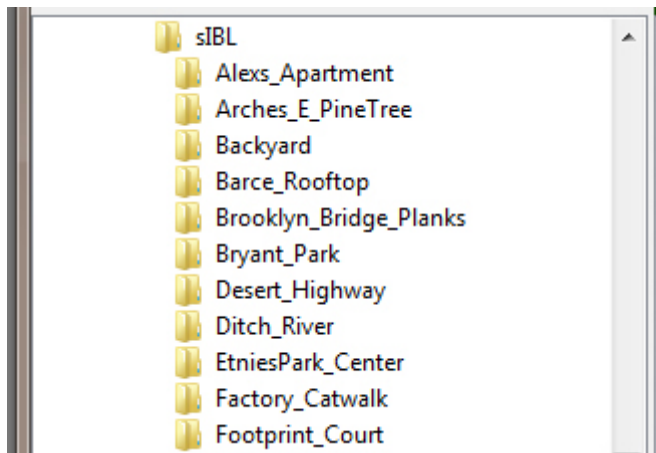 sIBL
Alexs_Apartment
Arches_E_PineTree
Backyard
Barce_Rooftop
Brooklyn_Bridge_Planks
Bryant_Park
Desert_Highway
Ditch_River
EtniesPark_Center
Factory_Catwalk
Footprint_Court